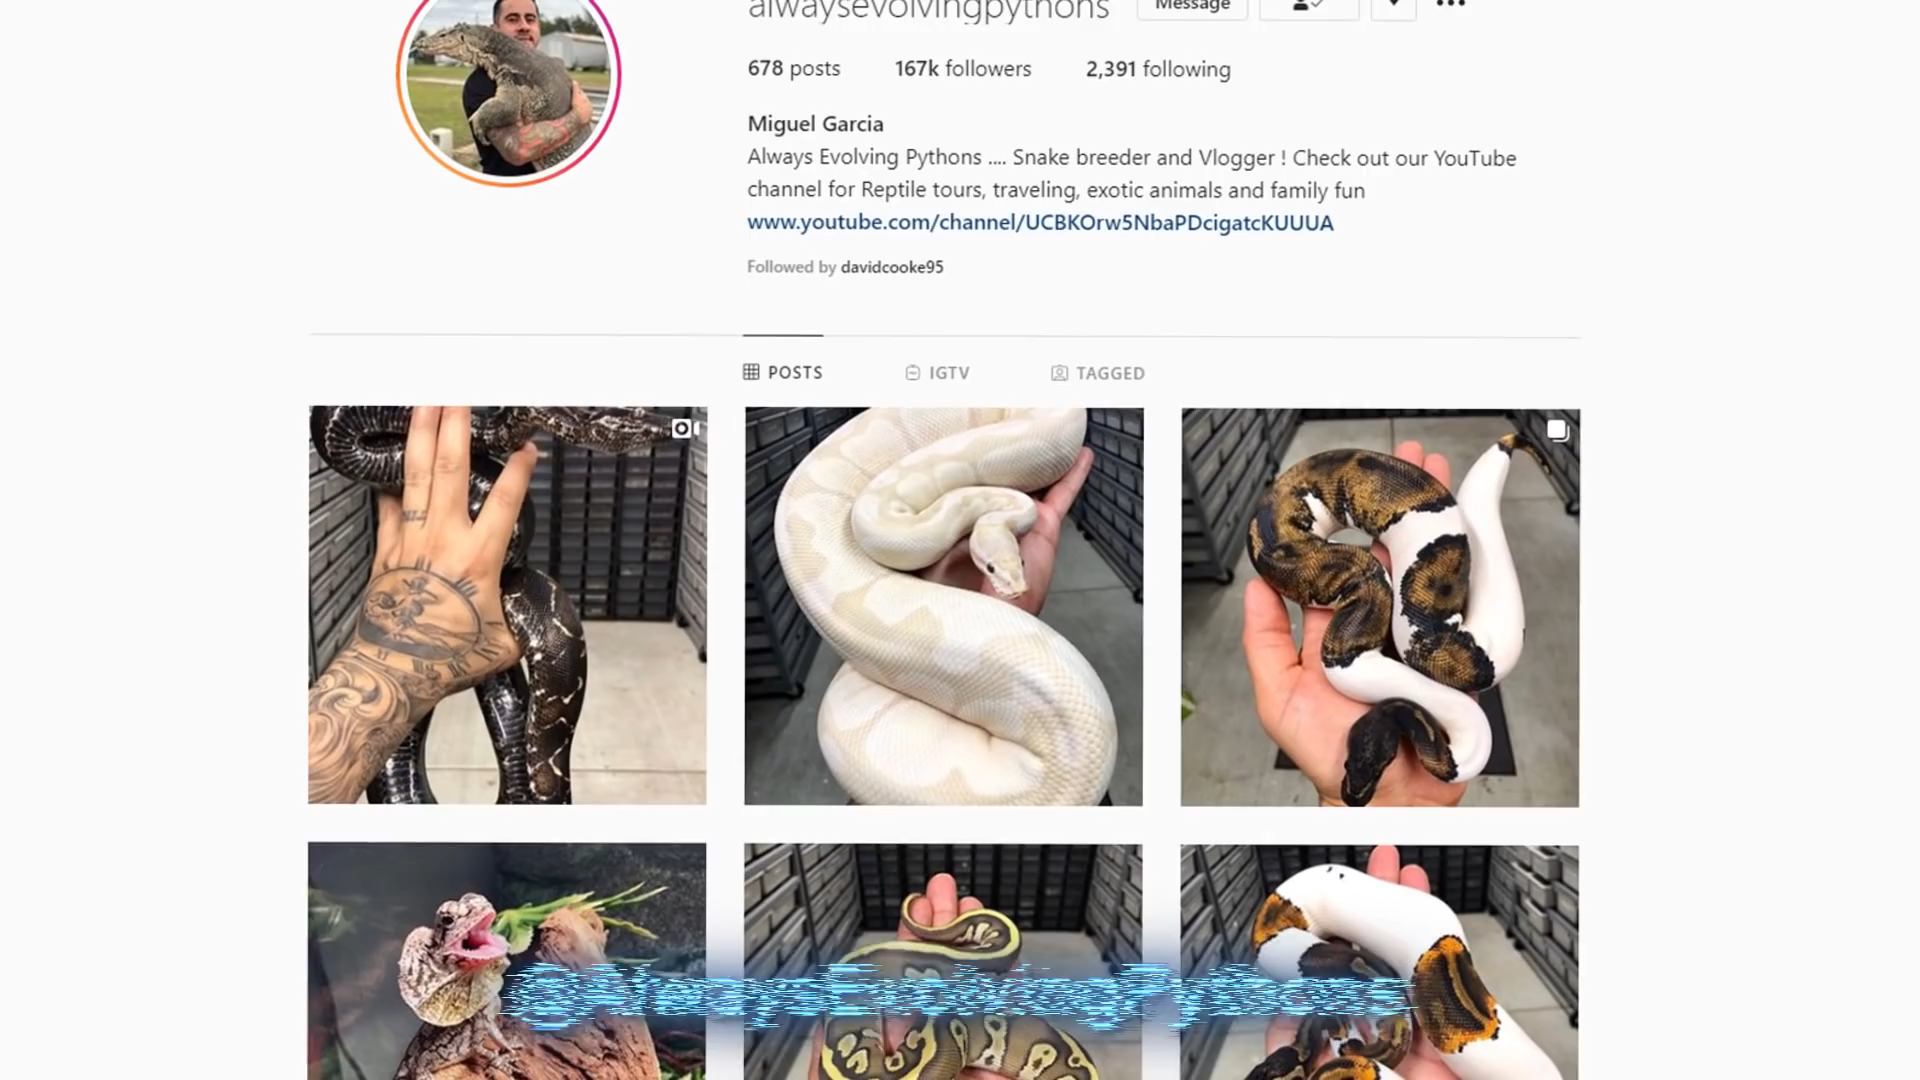 alwaysevolvingpythons Message
678 posts 167k followers 2,391 following
Miguel Garcia
Always Evolving Pythons .... Snake breeder and Vlogger ! Check out our YouTube
channel for Reptile tours, traveling, exotic animals and family fun
www.youtube.com/channel/UCBKOrw5NbaPDcigatcKUUUA
Followed by davidcooke95
POSTS IGTV TAGGED
@AlwaysEvolvingPythons